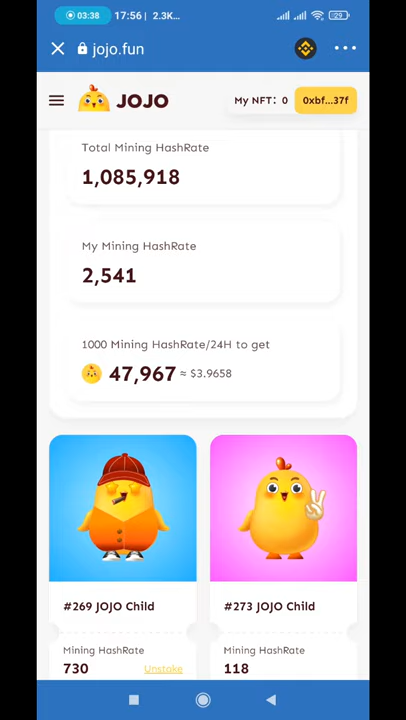 03:38 17:56 | 2.3K... 29
jojo.fun
JOJO My NFT: 0 0xbf...37f
Total Mining HashRate
1,085,918
My Mining HashRate
2,541
1000 Mining HashRate/24H to get
47,967 ≈ $3.9658
#269 JOJO Child #273 JOJO Child
Mining HashRate Mining HashRate
730 Unstake 118